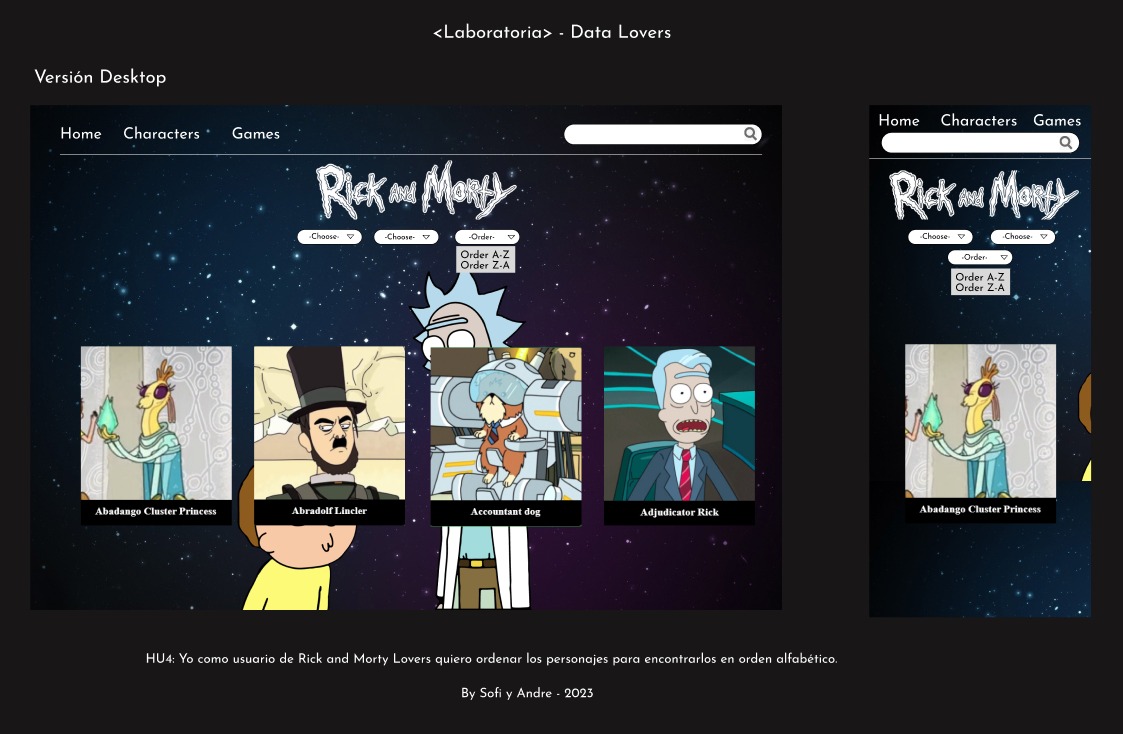 <Laboratoria> - Data Lovers
Versión Desktop
Home Characters Games
Rick and Morty
-Choose- -Choose- -Order-
Order A-Z
Order Z-A
Abadango Cluster Princess
Abradolf Lincler
Accountant dog
Adjudicator Rick
Home Characters Games
Rick and Morty
-Choose- -Choose-
-Order-
Order A-Z
Order Z-A
Abadango Cluster Princess
HU4: Yo como usuario de Rick and Morty Lovers quiero ordenar los personajes para encontrarlos en orden alfabético.
By Sofi y Andre - 2023